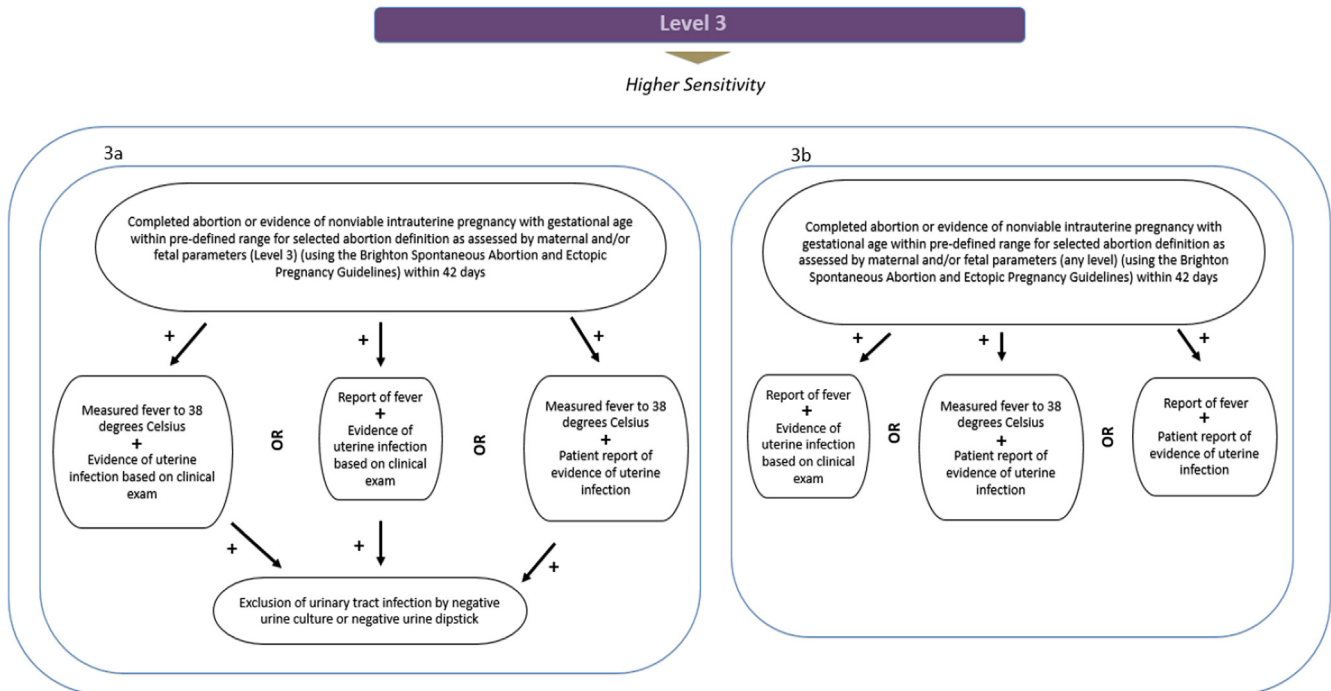 Level 3
Higher Sensitivity
3a
Completed abortion or evidence of nonviable intrauterine pregnancy with gestational age
within pre-defined range for selected abortion definition as assessed by maternal and/or
fetal parameters (Level 3) (using the Brighton Spontaneous Abortion and Ectopic
Pregnancy Guidelines) within 42 days
+
+
+
Measured fever to 38
degrees Celsius
+
Evidence of uterine
infection based on clinical
exam
OR
Report of fever
+
Evidence of
uterine infection
based on clinical
exam
OR
Measured fever to 38
degrees Celsius
+
Patient report of
evidence of uterine
infection
+
+
+
Exclusion of urinary tract infection by negative
urine culture or negative urine dipstick
3b
Completed abortion or evidence of nonviable intrauterine pregnancy with
gestational age within pre-defined range for selected abortion definition as
assessed by maternal and/or fetal parameters (any level) (using the Brighton
Spontaneous Abortion and Ectopic Pregnancy Guidelines) within 42 days
+
+
+
Report of fever
+
Evidence of
uterine infection
based on clinical
exam
OR
Measured fever to 38
degrees Celsius
+
Patient report of
evidence of uterine
infection
OR
Report of fever
+
Patient report of
evidence of uterine
infection